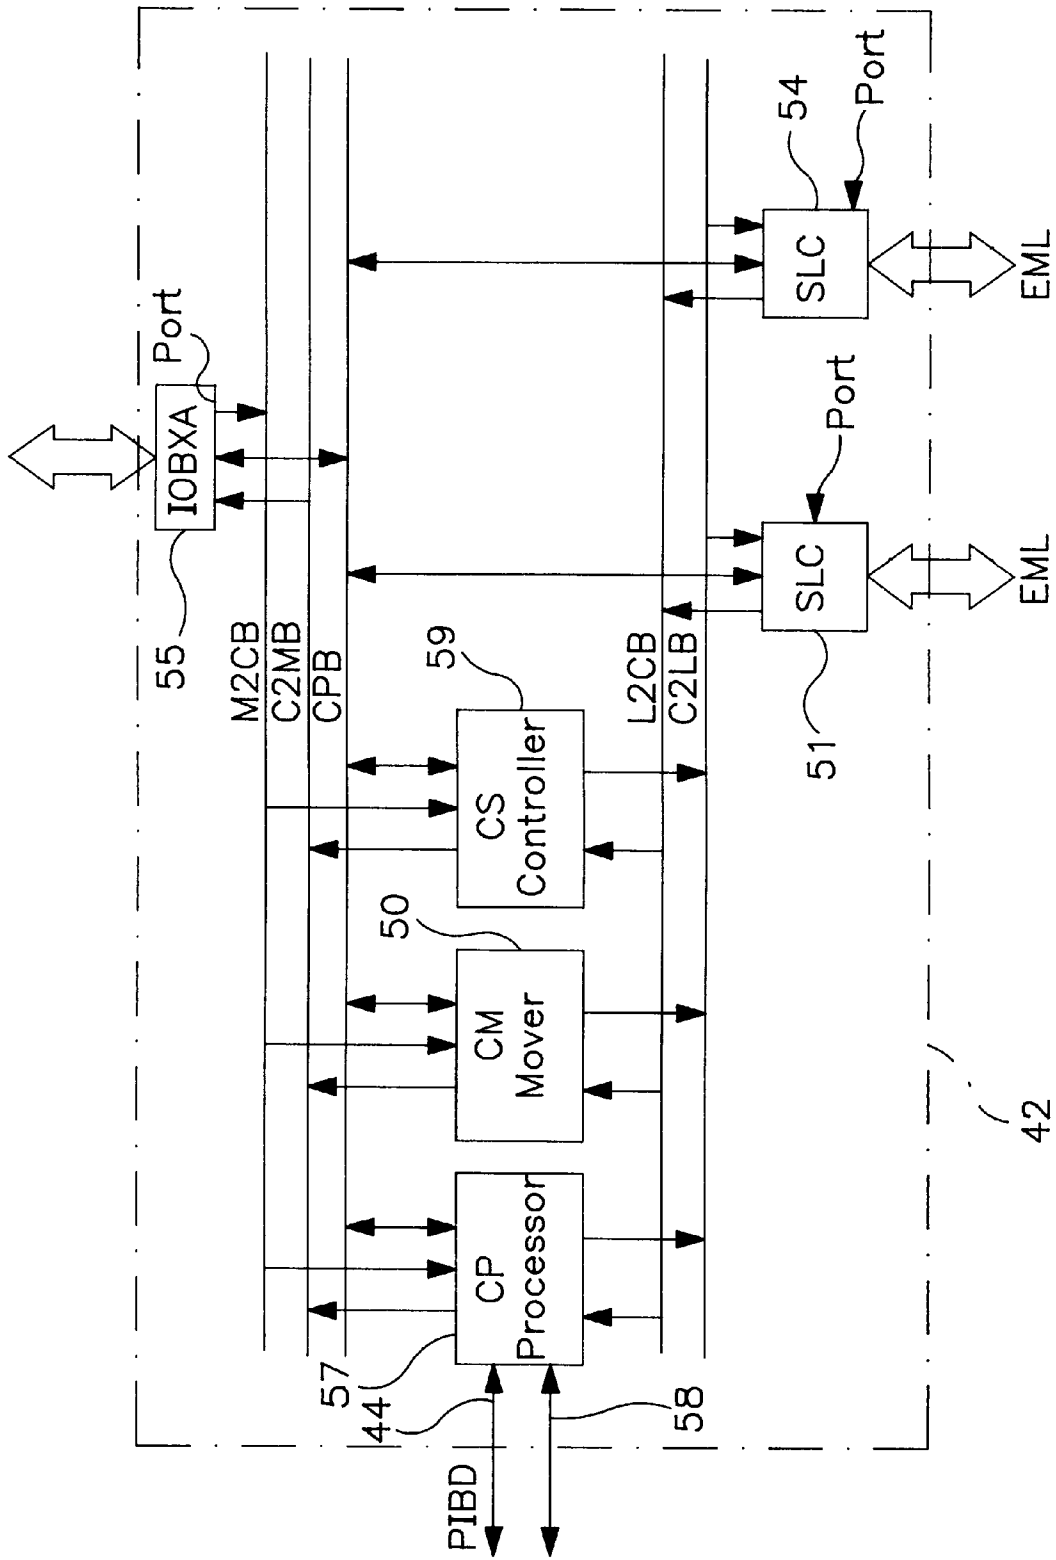 55
IOBXA
Port
M2CB
C2MB
CPB
57
44
PIBD
58
CP
Processor
50
CM
Mover
59
CS
Controller
L2CB
C2LB
51
SLC
Port
EML
54
SLC
Port
EML
42